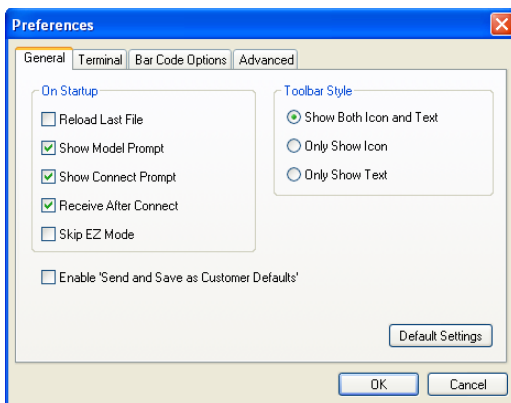 Preferences
General Terminal Bar Code Options Advanced
On Startup
Reload Last File
Show Model Prompt
Show Connect Prompt
Receive After Connect
Skip EZ Mode
Toolbar Style
Show Both Icon and Text
Only Show Icon
Only Show Text
Enable 'Send and Save as Customer Defaults'
Default Settings
OK Cancel